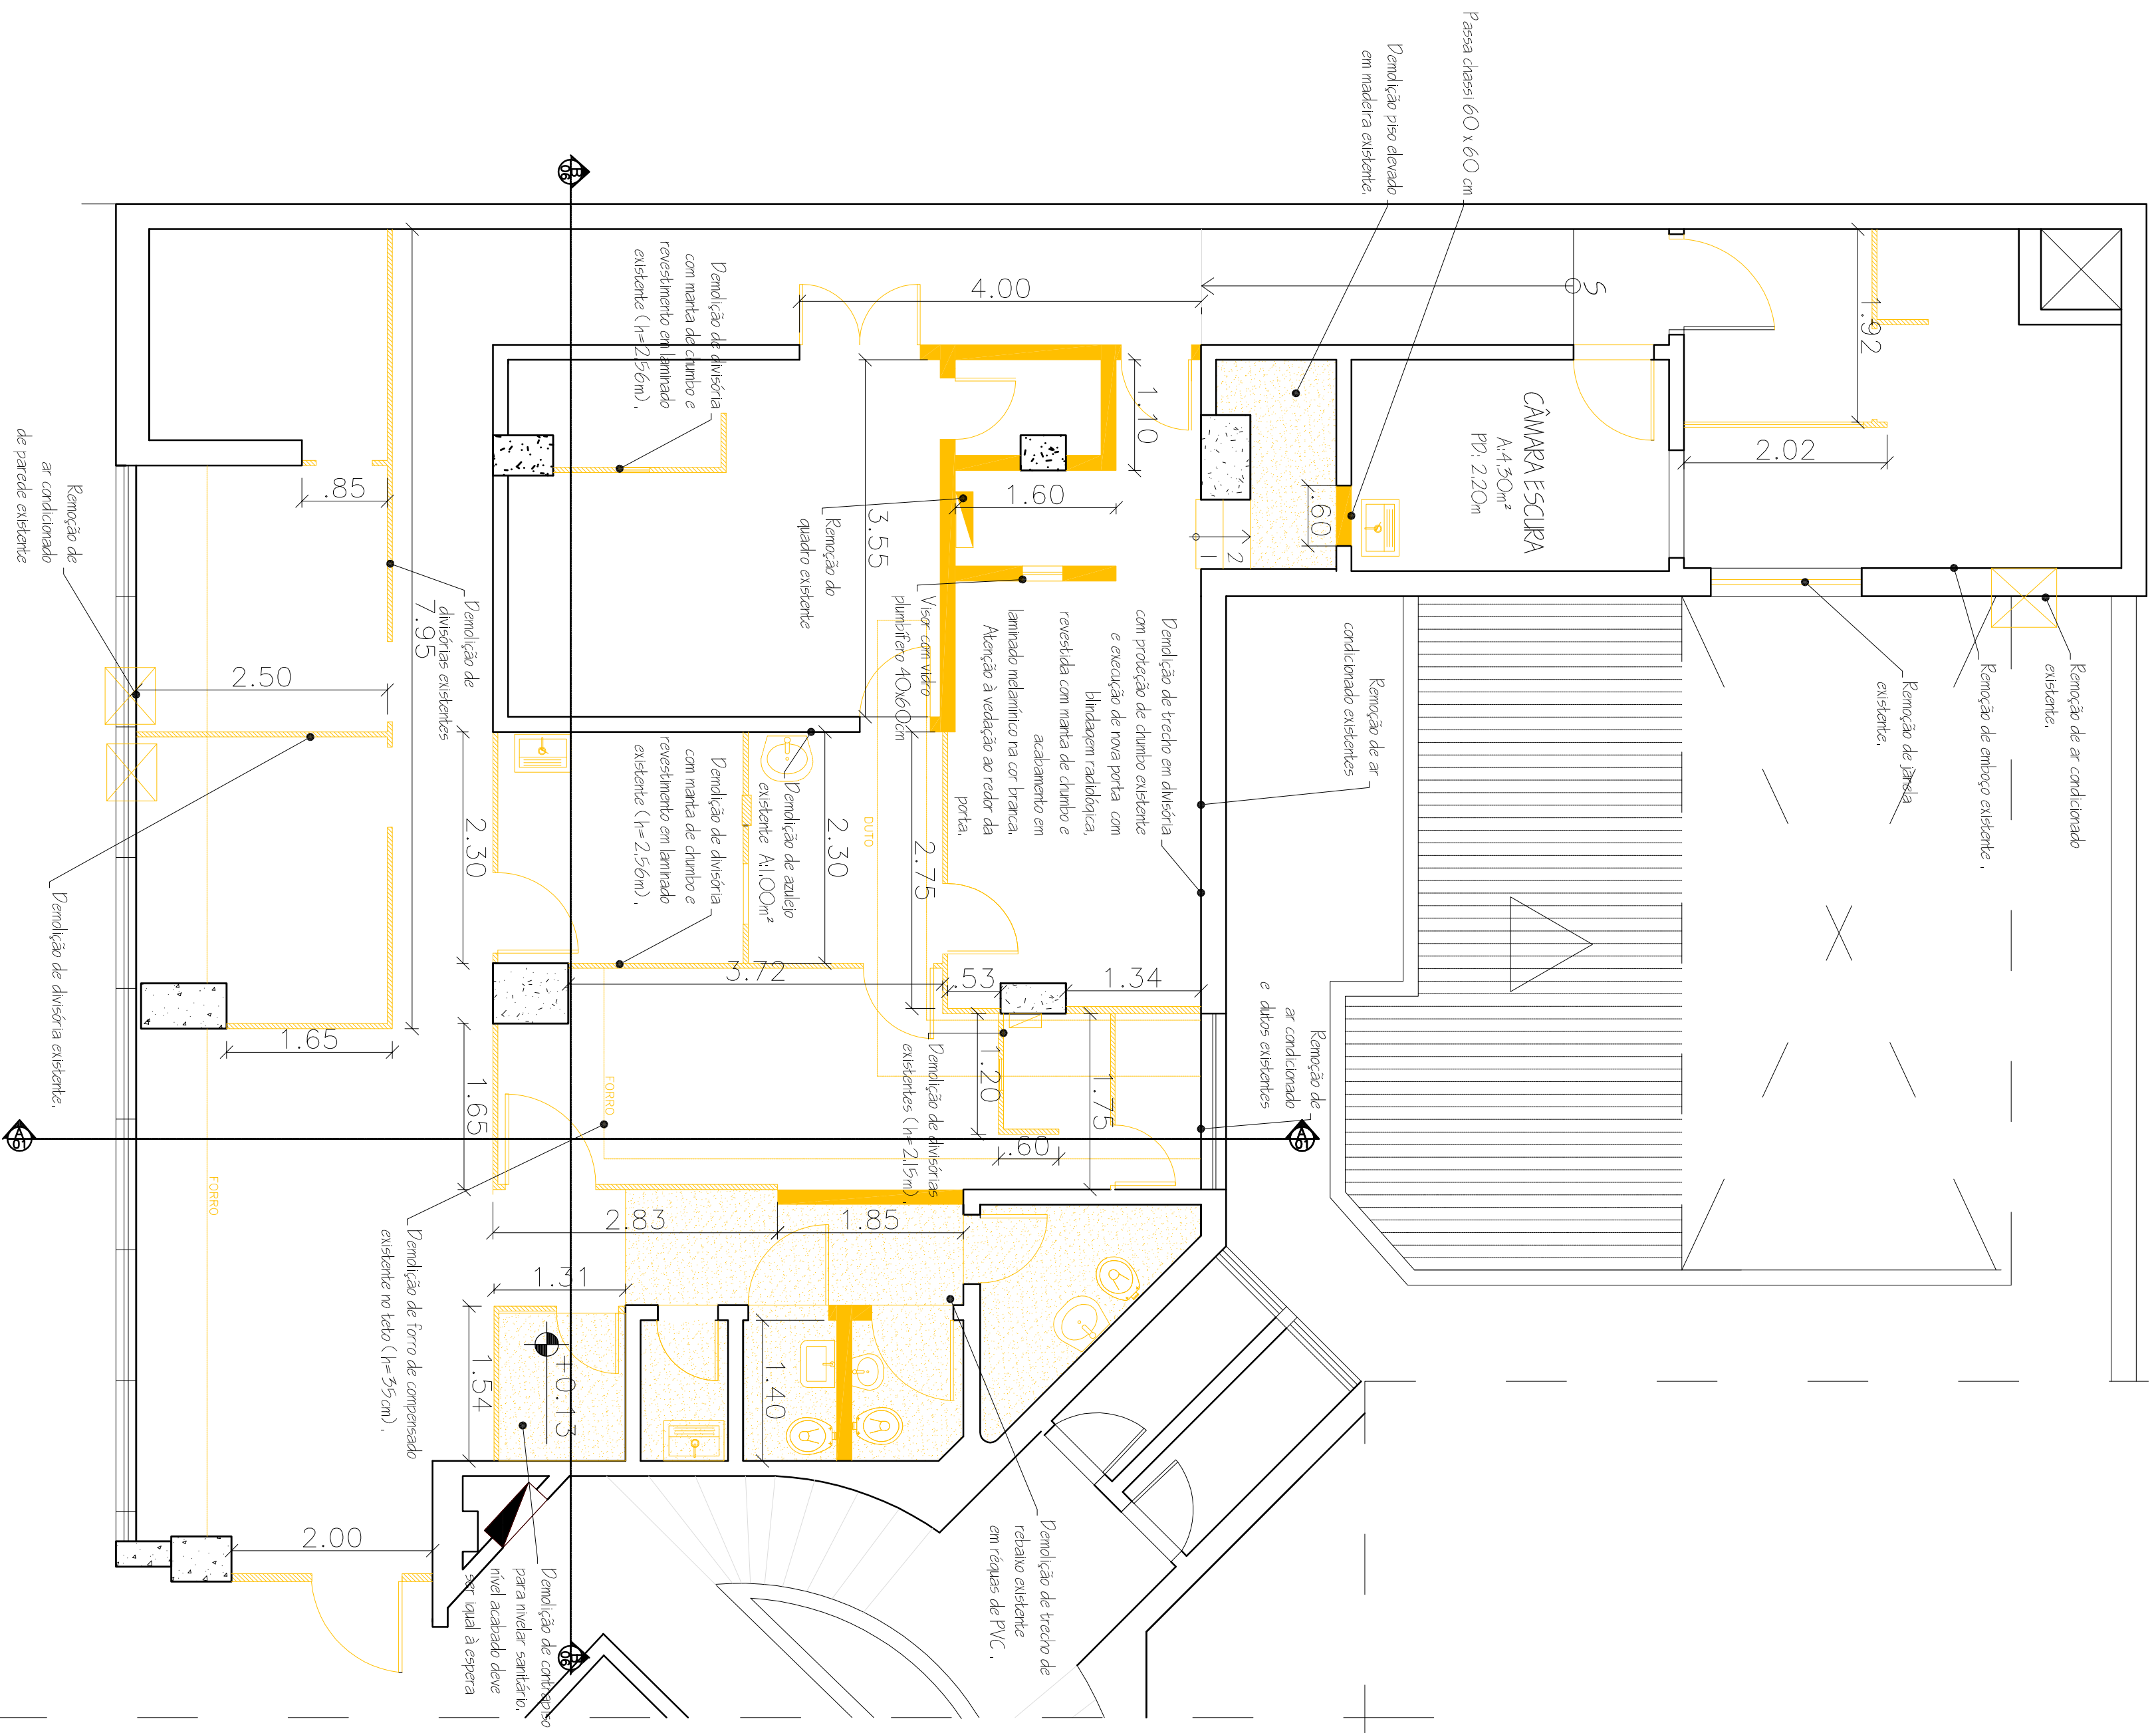 Passa chassi 60 x 60 cm
Demolição piso elevado
em madeira existente.
CÂMARA ESCURA
A:4,30m²
PD: 2.20m
S
1.92
2.02
4.00
1.10
1.60
.60
2
1
3.55
Remoção de ar condicionado
existente.
Remoção de emboço existente .
Remoção de janela
existente.
Remoção de ar
condicionado existentes
Remoção de
ar condicionado
e dutos existentes
Demolição de trecho em divisória
com proteção de chumbo existente
e execução de nova porta com
blindagem radiológica,
revestida com manta de chumbo e
acabamento em
laminado melamínico na cor branca.
Atenção à vedação ao redor da
porta.
Visor com vidro
plumbífero 40x60cm
Remoção do
quadro existente
Demolição de divisória
com manta de chumbo e
revestimento em laminado
existente ( h=2,56m) .
Demolição de azulejo
existente A:1,00m²
Demolição de divisória
com manta de chumbo e
revestimento em laminado
existente ( h=2,56m) .
Demolição de divisórias
existentes ( h=2,15m) .
Demolição de
divisórias existentes
7.95
.85
2.50
1.65
2.30
2.30
2.75
3.72
.53
1.34
1.20
1.75
.60
1.65
2.83
1.85
1.31
1.54
1.40
2.00
+0.13
DUTO
FORRO
FORRO
Remoção de
ar condicionado
de parede existente
Demolição de divisória existente.
Demolição de forro de compensado
existente no teto ( h=35cm) .
Demolição de trecho de
rebaixo existente
em réguas de PVC .
Demolição de contrapiso
para nivelar sanitário,
nível acabado deve
ser igual à espera
B
06
B
06
A
01
A
01